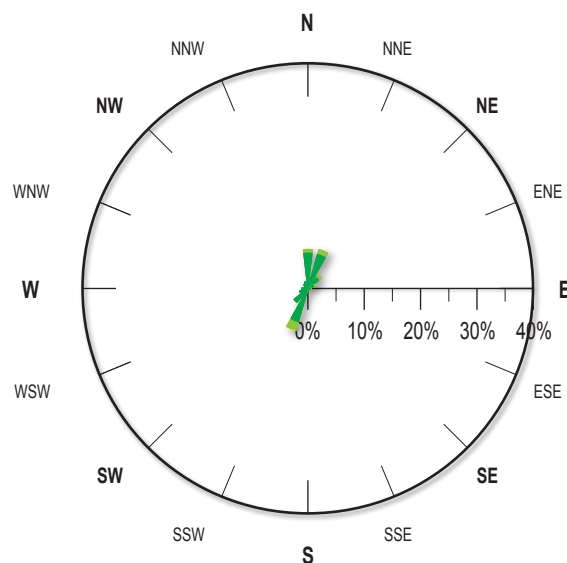 N
NNW NNE
NW NE
WNW ENE
W E
0% 10% 20% 30% 40%
WSW ESE
SW SE
SSW SSE
S